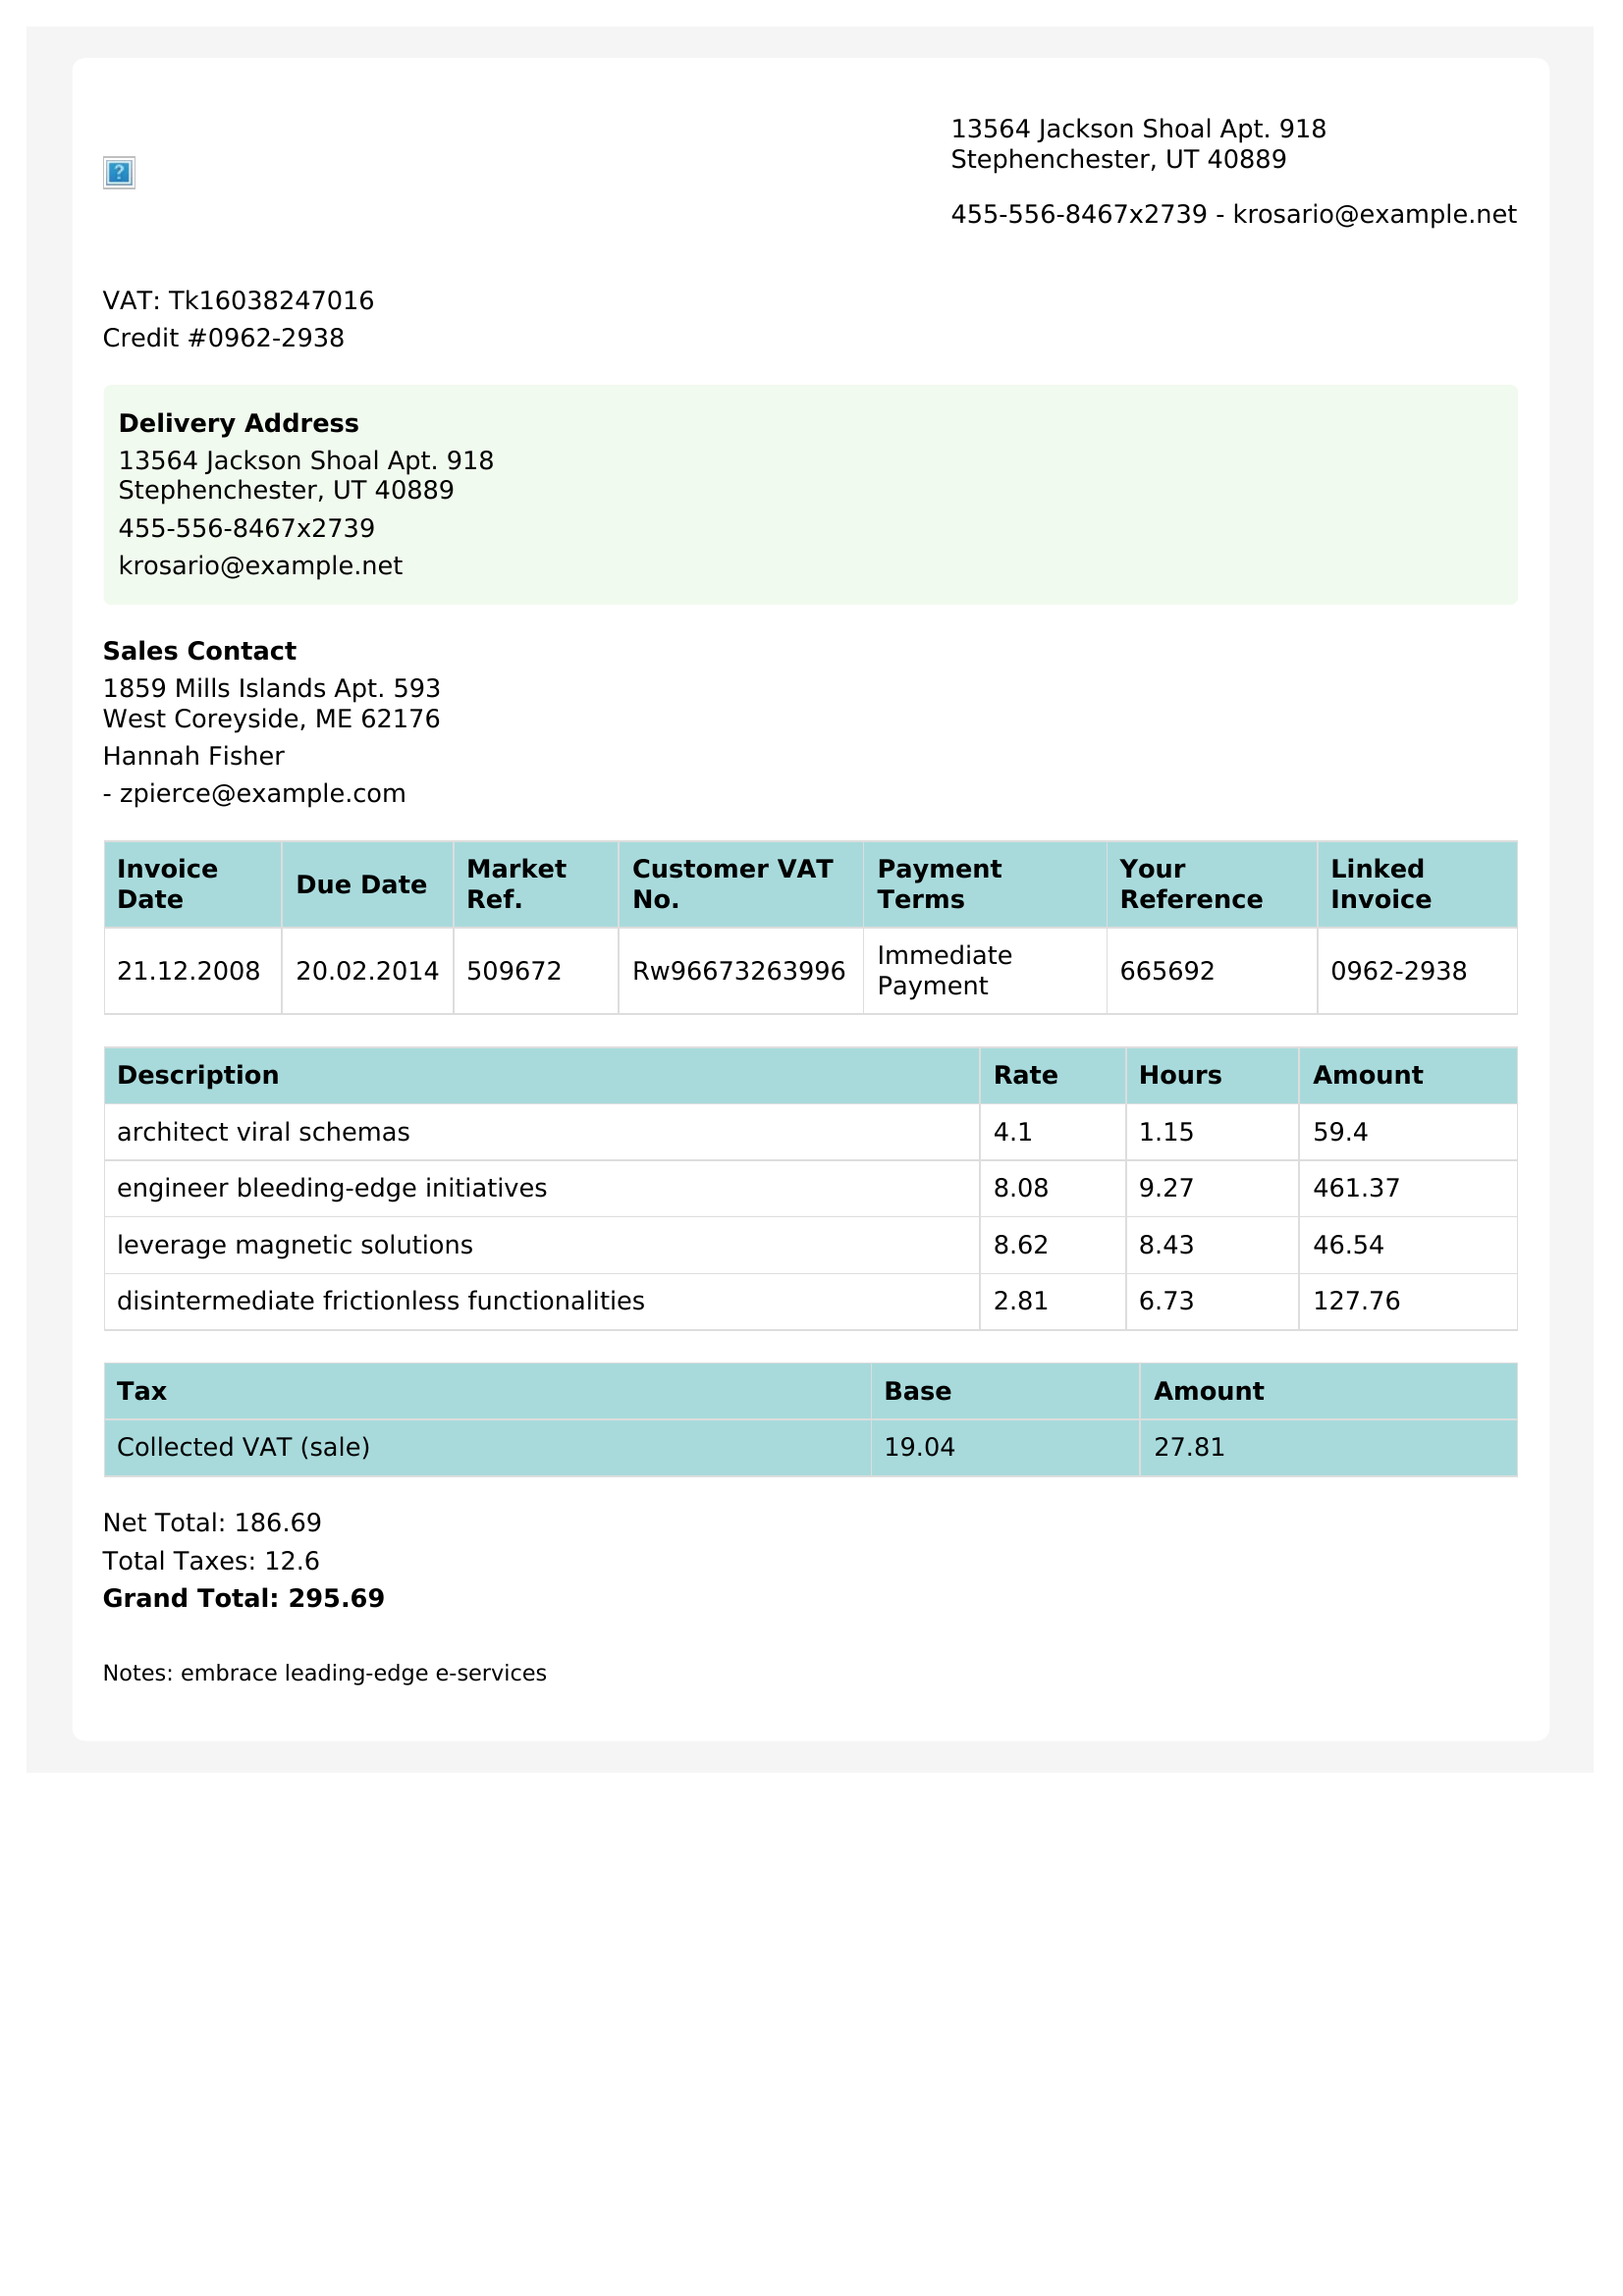 13564 Jackson Shoal Apt. 918
Stephenchester, UT 40889
455-556-8467x2739 - krosario@example.net
VAT: Tk16038247016
Credit #0962-2938
Delivery Address
13564 Jackson Shoal Apt. 918
Stephenchester, UT 40889
455-556-8467x2739
krosario@example.net
Sales Contact
1859 Mills Islands Apt. 593
West Coreyside, ME 62176
Hannah Fisher
- zpierce@example.com
Invoice Date Due Date Market Ref. Customer VAT No. Payment Terms Your Reference Linked Invoice
21.12.2008 20.02.2014 509672 Rw96673263996 Immediate Payment 665692 0962-2938
Description Rate Hours Amount
architect viral schemas 4.1 1.15 59.4
engineer bleeding-edge initiatives 8.08 9.27 461.37
leverage magnetic solutions 8.62 8.43 46.54
disintermediate frictionless functionalities 2.81 6.73 127.76
Tax Base Amount
Collected VAT (sale) 19.04 27.81
Net Total: 186.69
Total Taxes: 12.6
Grand Total: 295.69
Notes: embrace leading-edge e-services